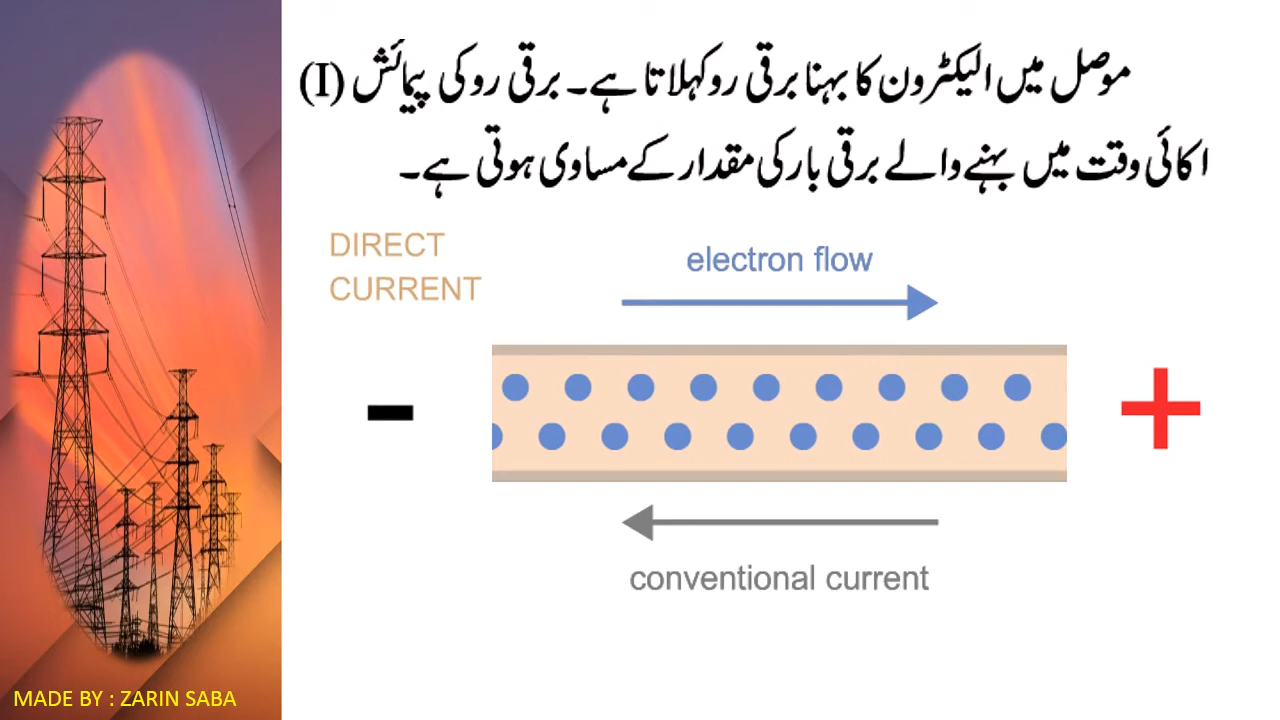 موصل میں الیکٹرون کا بہنا برقی رو کہلاتا ہے۔ برقی رو کی پیمائش (I)
اکائی وقت میں بہنے والے برقی بار کی مقدار کے مساوی ہوتی ہے۔
DIRECT
CURRENT
electron flow
-
+
conventional current
MADE BY : ZARIN SABA